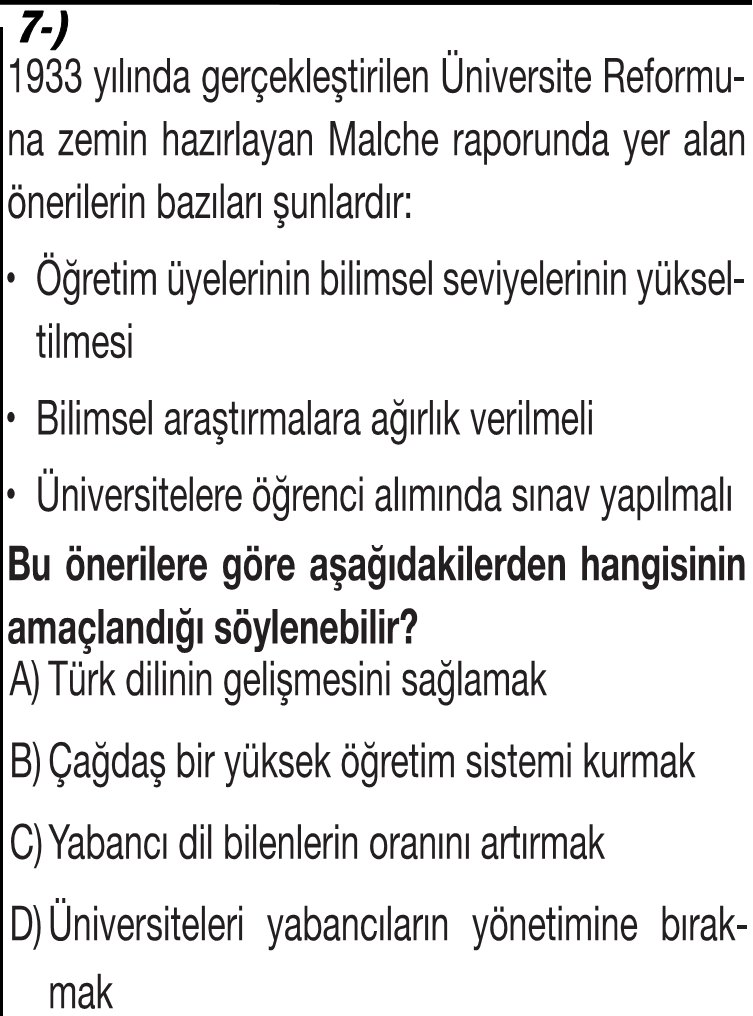 7-)
1933 yılında gerçekleştirilen Üniversite Reformu-
na zemin hazırlayan Malche raporunda yer alan
önerilerin bazıları şunlardır:
• Öğretim üyelerinin bilimsel seviyelerinin yüksel-
tilmesi
• Bilimsel araştırmalara ağırlık verilmeli
• Üniversitelere öğrenci alımında sınav yapılmalı
Bu önerilere göre aşağıdakilerden hangisinin
amaçlandığı söylenebilir?
A) Türk dilinin gelişmesini sağlamak
B) Çağdaş bir yüksek öğretim sistemi kurmak
C) Yabancı dil bilenlerin oranını artırmak
D) Üniversiteleri yabancıların yönetimine bırak-
mak